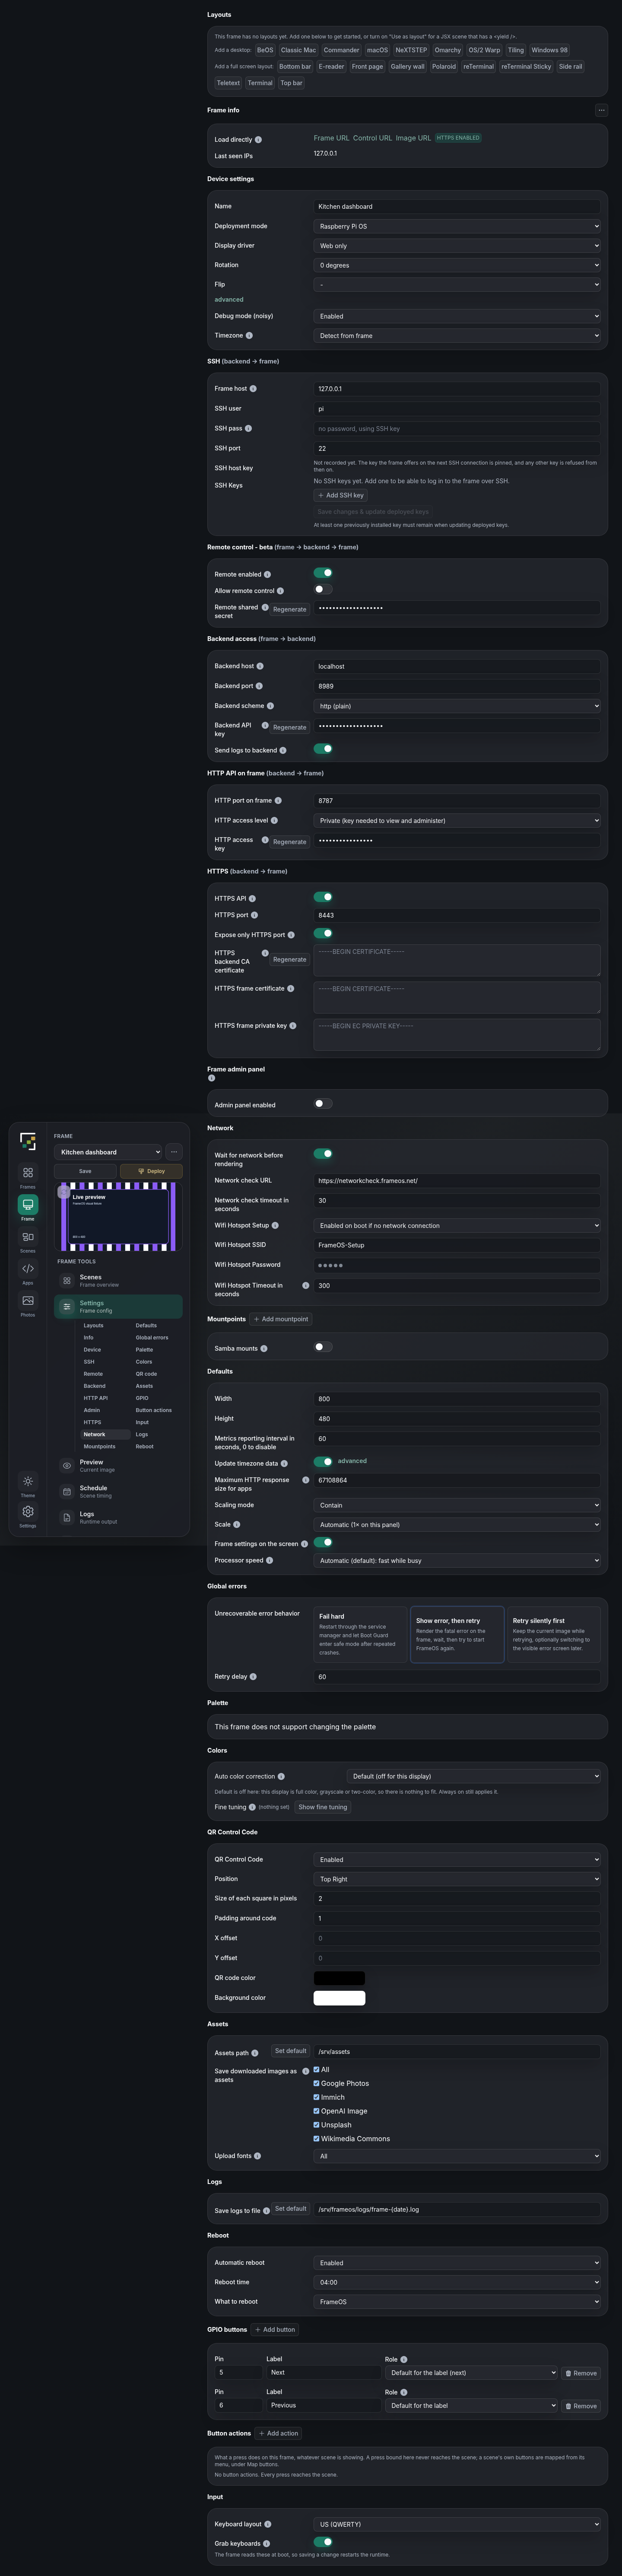 Layouts
This frame has no layouts yet. Add one below to get started, or turn on "Use as layout" for a JSX scene that has a <yield />.
Add a desktop: BeOS Classic Mac Commander macOS NeXTSTEP Omarchy OS/2 Warp Tiling Windows 98
Add a full screen layout: Bottom bar E-reader Front page Gallery wall Polaroid reTerminal reTerminal Sticky Side rail
Teletext Terminal Top bar
Frame info
Load directly Frame URL Control URL Image URL HTTPS ENABLED
Last seen IPs 127.0.0.1
Device settings
Name Kitchen dashboard
Deployment mode Raspberry Pi OS
Display driver Web only
Rotation 0 degrees
Flip -
advanced
Debug mode (noisy) Enabled
Timezone Detect from frame
SSH (backend → frame)
Frame host 127.0.0.1
SSH user pi
SSH pass no password, using SSH key
SSH port 22
SSH host key Not recorded yet. The key the frame offers on the next SSH connection is pinned, and any other key is refused from
then on.
SSH Keys No SSH keys yet. Add one to be able to log in to the frame over SSH.
+ Add SSH key
Save changes & update deployed keys
At least one previously installed key must remain when updating deployed keys.
Remote control - beta (frame → backend → frame)
Remote enabled
Allow remote control
Remote shared
secret
Regenerate
Backend access (frame → backend)
Backend host localhost
Backend port 8989
Backend scheme http (plain)
Backend API
key
Regenerate
Send logs to backend
HTTP API on frame (backend → frame)
HTTP port on frame 8787
HTTP access level Private (key needed to view and administer)
HTTP access
key
Regenerate
HTTPS (backend → frame)
HTTPS API
HTTPS port 8443
Expose only HTTPS port
HTTPS
backend CA
certificate
Regenerate
-----BEGIN CERTIFICATE-----
HTTPS frame certificate -----BEGIN CERTIFICATE-----
HTTPS frame private key -----BEGIN EC PRIVATE KEY-----
Frame admin panel
Admin panel enabled
FRAME
Kitchen dashboard
Save Deploy
Live preview
FRAME TOOLS
Frames
Frame
Scenes
Apps
Photos
Theme
Settings
Scenes
Frame overview
Settings
Frame config
Layouts Defaults
Info Global errors
Device Palette
SSH Colors
Remote QR code
Backend Assets
HTTP API GPIO
Admin Button actions
HTTPS Input
Network Logs
Mountpoints Reboot
Preview
Current image
Schedule
Scene timing
Logs
Runtime output
Network
Wait for network before
rendering
Network check URL https://networkcheck.frameos.net/
Network check timeout in
seconds
30
Wifi Hotspot Setup Enabled on boot if no network connection
Wifi Hotspot SSID FrameOS-Setup
Wifi Hotspot Password
Wifi Hotspot Timeout in
seconds
300
Mountpoints + Add mountpoint
Samba mounts
Defaults
Width 800
Height 480
Metrics reporting interval in
seconds, 0 to disable
60
Update timezone data advanced
Maximum HTTP response
size for apps
67108864
Scaling mode Contain
Scale Automatic (1× on this panel)
Frame settings on the screen
Processor speed Automatic (default): fast while busy
Global errors
Unrecoverable error behavior
Fail hard
Restart through the service
manager and let Boot Guard
enter safe mode after repeated
crashes.
Show error, then retry
Render the fatal error on the
frame, wait, then try to start
FrameOS again.
Retry silently first
Keep the current image while
retrying, optionally switching to
the visible error screen later.
Retry delay 60
Palette
This frame does not support changing the palette
Colors
Auto color correction Default (off for this display)
Default is off here: this display is full color, grayscale or two-color, so there is nothing to fit. Always on still applies it.
Fine tuning (nothing set) Show fine tuning
QR Control Code
QR Control Code Enabled
Position Top Right
Size of each square in pixels 2
Padding around code 1
X offset 0
Y offset 0
QR code color
Background color
Assets
Assets path Set default /srv/assets
Save downloaded images as
assets
All
Google Photos
Immich
OpenAI Image
Unsplash
Wikimedia Commons
Upload fonts All
Logs
Save logs to file Set default /srv/frameos/logs/frame-{date}.log
Reboot
Automatic reboot Enabled
Reboot time 04:00
What to reboot FrameOS
GPIO buttons + Add button
Pin Label Role
5 Next Default for the label (next) Remove
Pin Label Role
6 Previous Default for the label Remove
Button actions + Add action
What a press does on this frame, whatever scene is showing. A press bound here never reaches the scene; a scene's own buttons are mapped from its
menu, under Map buttons.
No button actions. Every press reaches the scene.
Input
Keyboard layout US (QWERTY)
Grab keyboards
The frame reads these at boot, so saving a change restarts the runtime.